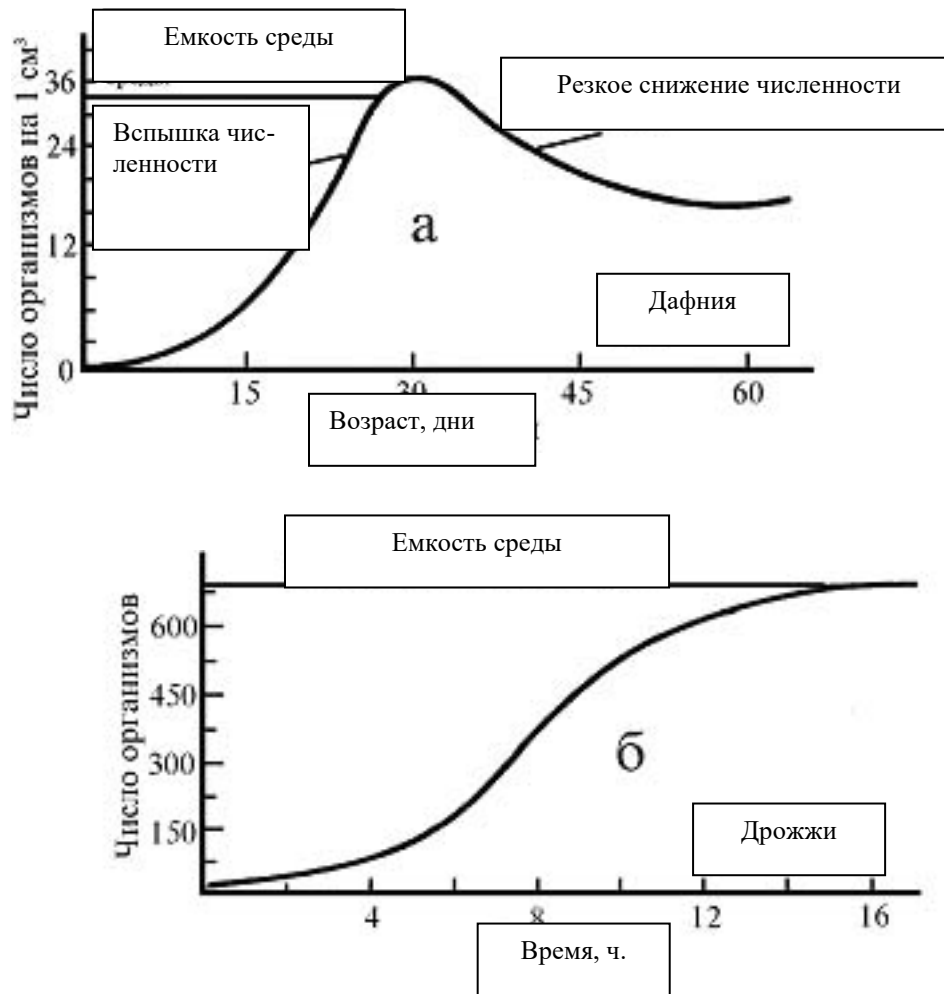 Емкость среды
Число организмов на 1 см³
36
24
12
0
Вспышка чис-
ленности
Резкое снижение численности
а
Дафния
15
30
45
60
Возраст, дни
Емкость среды
Число организмов
600
450
300
150
б
Дрожжи
4
8
12
16
Время, ч.